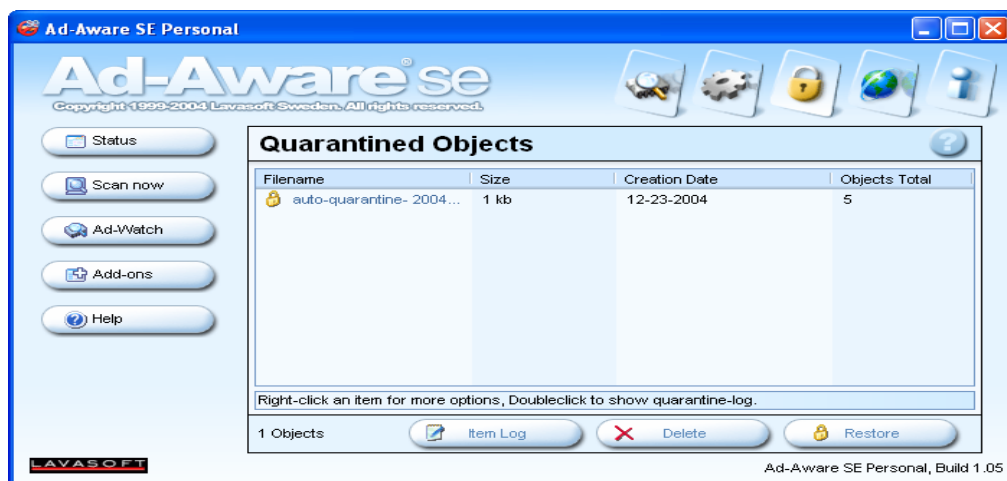 Ad-Aware SE Personal
Ad-Aware® se
Copyright 1999-2004 Lavasoft Sweden. All rights reserved.
Status
Scan now
Ad-Watch
Add-ons
Help
Quarantined Objects
Filename Size Creation Date Objects Total
auto-quarantine- 2004... 1 kb 12-23-2004 5
Right-click an item for more options, Doubleclick to show quarantine-log.
1 Objects Item Log Delete Restore
LAVASOFT
Ad-Aware SE Personal, Build 1.05